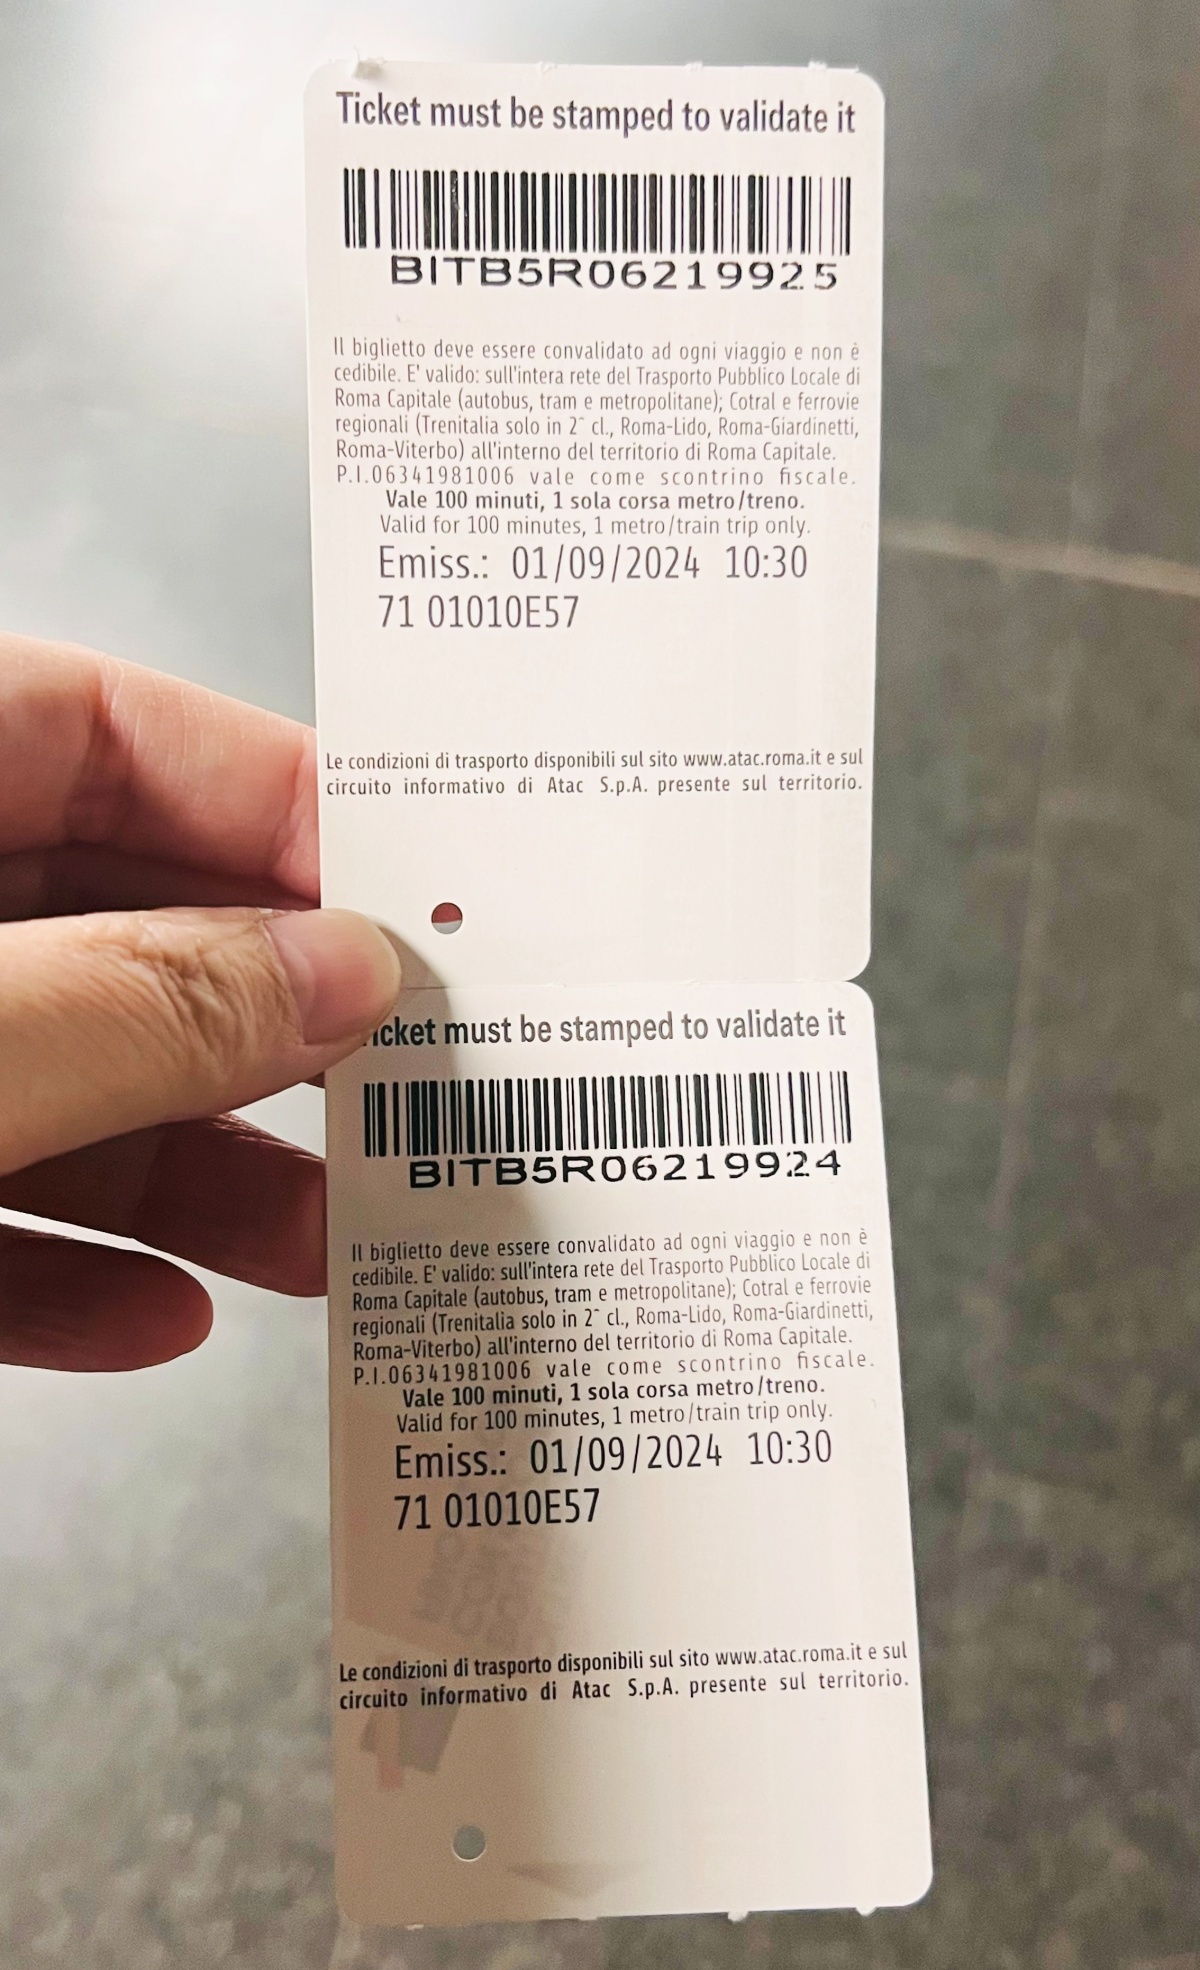 Ticket must be stamped to validate it
BITB5R06219925
Il biglietto deve essere convalidato ad ogni viaggio e non è
cedibile. E' valido: sull'intera rete del Trasporto Pubblico Locale di
Roma Capitale (autobus, tram e metropolitane); Cotral e ferrovie
regionali (Trenitalia solo in 2ˆ cl., Roma-Lido, Roma-Giardinetti,
Roma-Viterbo) all'interno del territorio di Roma Capitale.
P.I.06341981006 vale come scontrino fiscale.
Vale 100 minuti, 1 sola corsa metro/treno.
Valid for 100 minutes, 1 metro/train trip only.
Emiss.: 01/09/2024 10:30
71 01010E57
Le condizioni di trasporto disponibili sul sito www.atac.roma.it e sul
circuito informativo di Atac S.p.A. presente sul territorio.
icket must be stamped to validate it
BITB5R06219924
Il biglietto deve essere convalidato ad ogni viaggio e non è
cedibile. E' valido: sull'intera rete del Trasporto Pubblico Locale di
Roma Capitale (autobus, tram e metropolitane); Cotral e ferrovie
regionali (Trenitalia solo in 2ˆ cl., Roma-Lido, Roma-Giardinetti,
Roma-Viterbo) all'interno del territorio di Roma Capitale.
P.I.06341981006 vale come scontrino fiscale.
Vale 100 minuti, 1 sola corsa metro/treno.
Valid for 100 minutes, 1 metro/train trip only.
Emiss.: 01/09/2024 10:30
71 01010E57
Le condizioni di trasporto disponibili sul sito www.atac.roma.it e sul
circuito informativo di Atac S.p.A. presente sul territorio.